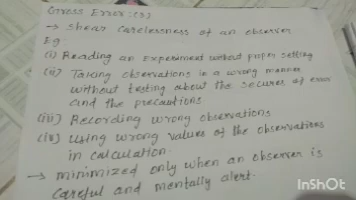 Gross Error:(s)
→ Shear carelessness of an observer
Eg.
(i) Reading an experiment without proper setting
(ii) Taking observations in a wrong manner
without testing about the sources of error
and the precautions.
(iii) Recording wrong observations
(iv) Using wrong values of the observations
in calculation.
→ minimized only when an observer is
careful and mentally alert.
InShOt